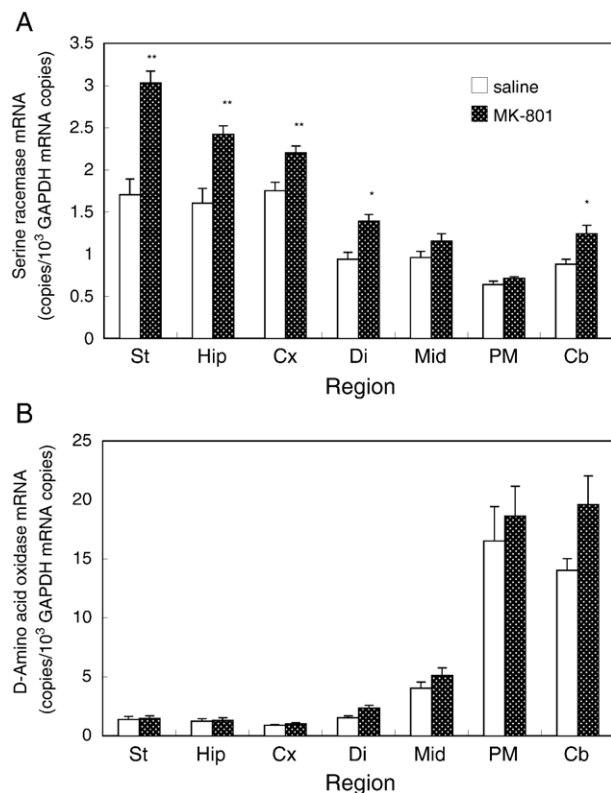 A
Serine racemase mRNA
(copies/10³ GAPDH mRNA copies)
3.5
3
2.5
2
1.5
1
0.5
0
**
**
**
*
*
saline
MK-801
St Hip Cx Di Mid PM Cb
Region
B
D-Amino acid oxidase mRNA
(copies/10³ GAPDH mRNA copies)
25
20
15
10
5
0
St Hip Cx Di Mid PM Cb
Region